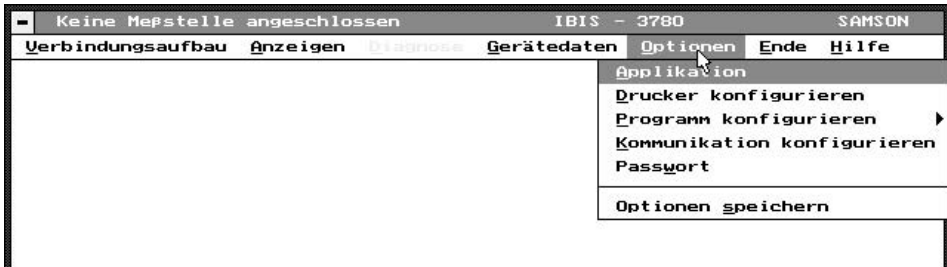 Keine Meßstelle angeschlossen IBIS - 3780 SAMSON
Verbindungsaufbau Anzeigen Diagnose Gerätedaten Optionen Ende Hilfe
Applikation
Drucker konfigurieren
Programm konfigurieren
Kommunikation konfigurieren
Passwort
Optionen speichern